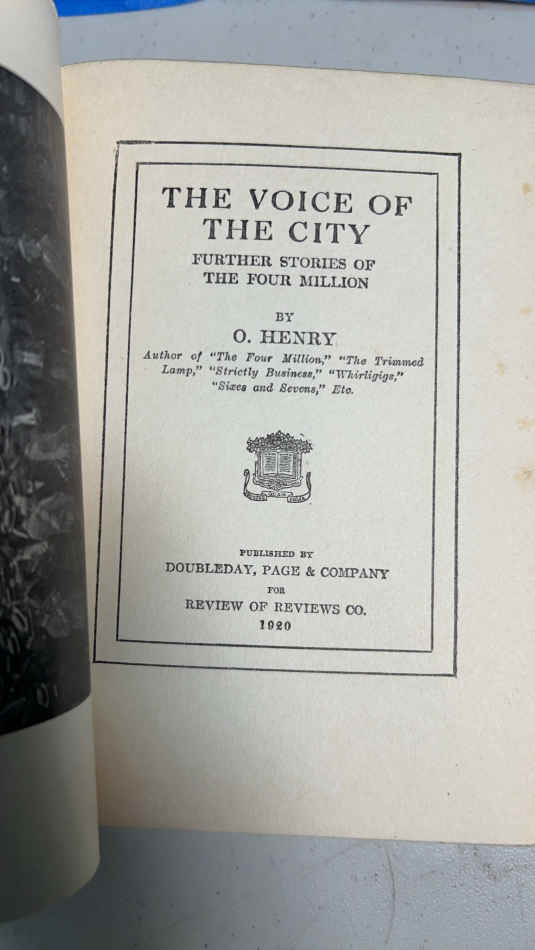 THE VOICE OF
THE CITY
FURTHER STORIES OF
THE FOUR MILLION
BY
O. HENRY
Author of "The Four Million," "The Trimmed
Lamp," "Strictly Business," "Whirligigs,"
"Sixes and Sevens," Etc.
PUBLISHED BY
DOUBLEDAY, PAGE & COMPANY
FOR
REVIEW OF REVIEWS CO.
1920